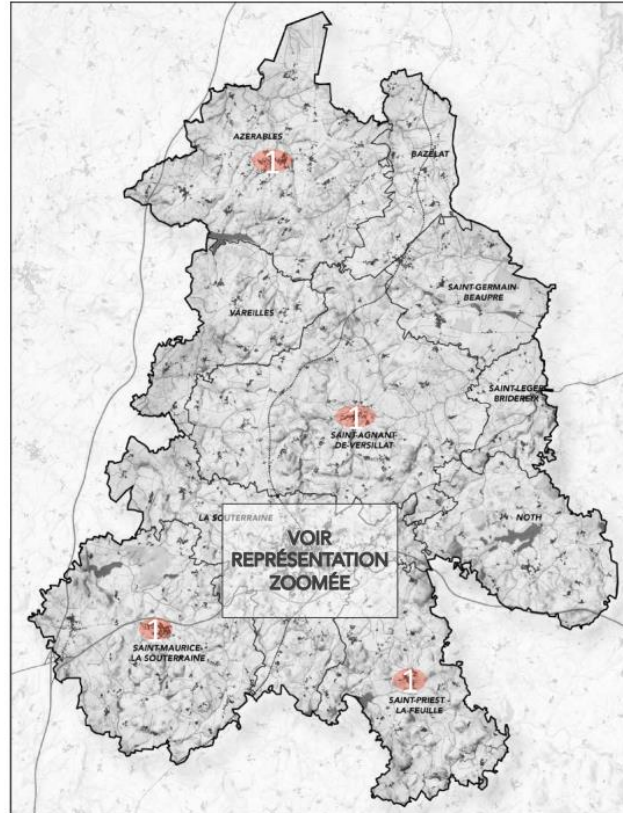 AZERABLES
1
BAZELAT
SAINT-GERMAIN-
BEAUPRE
VAREILLES
SAINT-LEGER-
BRIDEREIX
1
SAINT-AGNANT-
DE-VERSILLAT
LA SOUTERRAINE
NOTH
VOIR
REPRÉSENTATION
ZOOMÉE
1
SAINT-MAURICE-
LA SOUTERRAINE
1
SAINT-PRIEST
-LA-FEUILLE